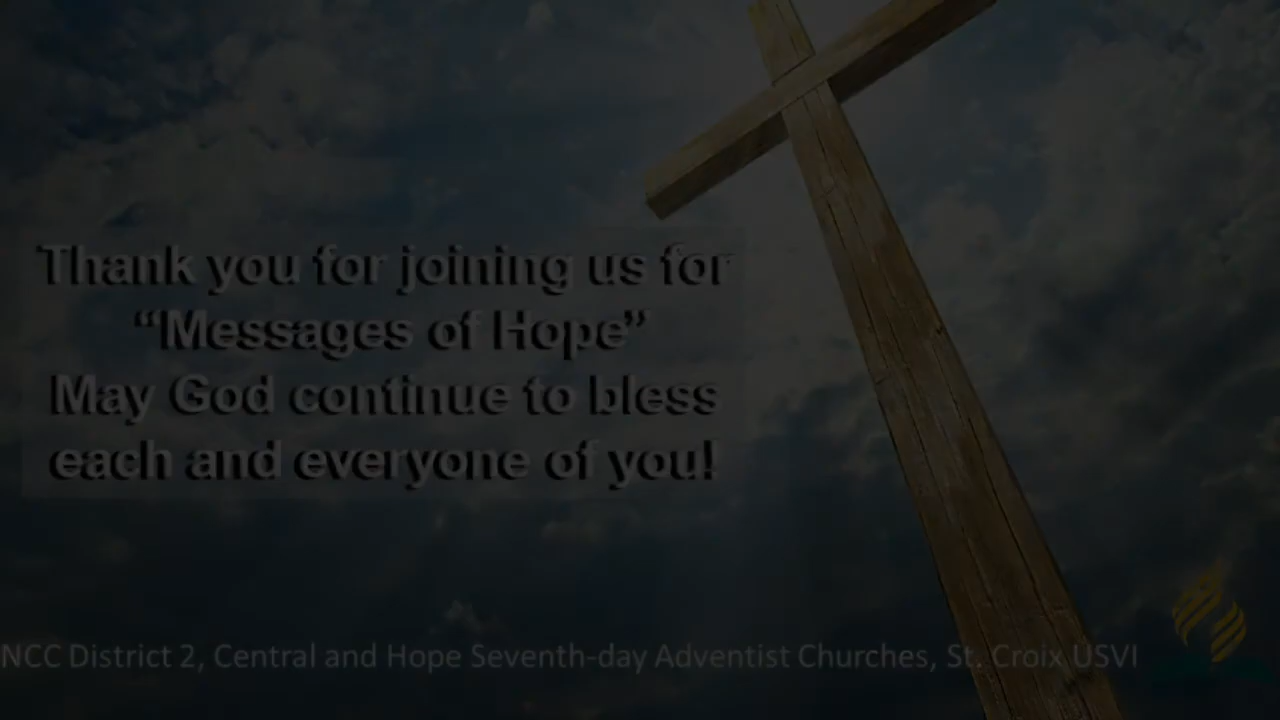 Thank you for joining us for
“Messages of Hope”
May God continue to bless
each and everyone of you!
NCC District 2, Central and Hope Seventh-day Adventist Churches, St. Croix USVI